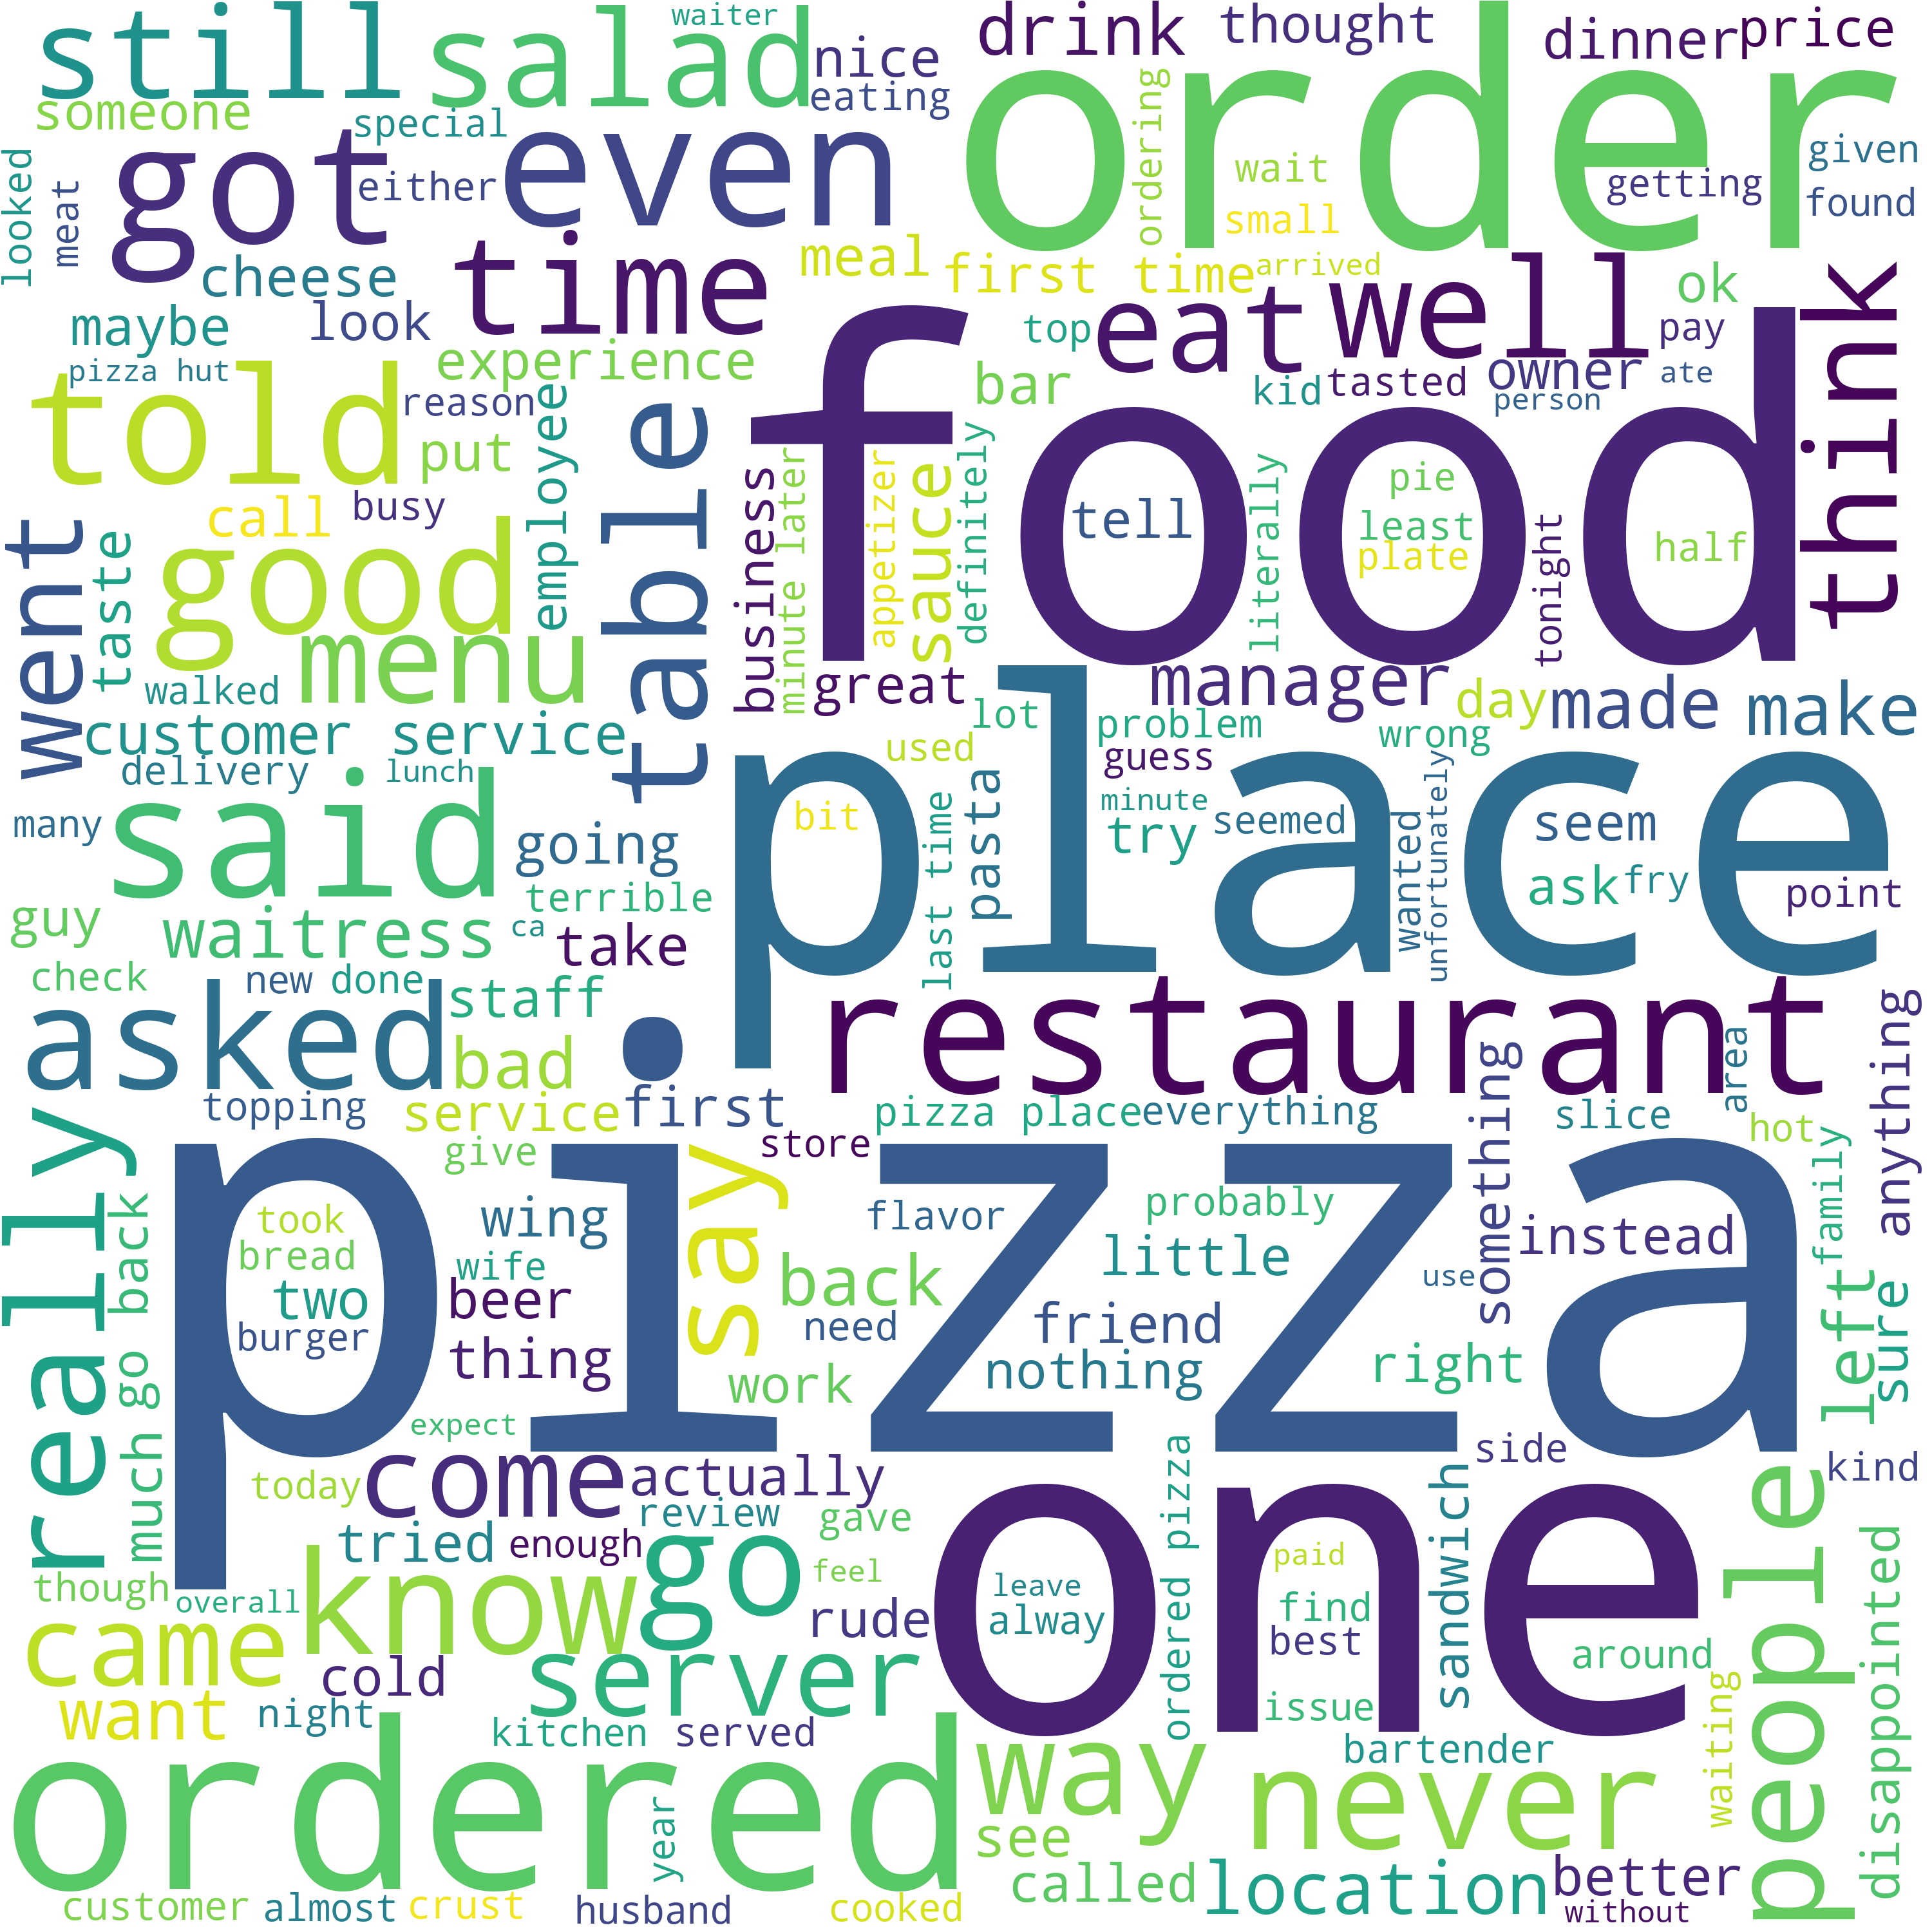 still
salad
waiter
nice
drink
thought
dinner
price
someone
special
eating
order
ordering
looked
meat
got
either
even
wait
small
getting
given
found
cheese
time
meal
first time
arrived
eat
well
ok
think
maybe
look
pizza hut
experience
top
bar
kid
tasted
owner
person
pay
ate
told
reason
put
employee
table
food
call
busy
went
taste
good
menu
business
minute later
appetizer
sauce
definitely
tell
literally
pie
least
plate
tonight
half
walked
great
manager
day
made
make
customer service
delivery
lunch
used
lot
problem
guess
wrong
place
many
said
going
bit
last time
pasta
minute
try
seemed
wanted
unfortunately
seem
ask
fry
point
guy
waitress
terrible
ca
take
check
new
done
staff
restaurant
asked
bad
topping
service
first
pizza place
everything
something
slice
area
hot
anything
really
give
say
store
pizza
took
bread
two
burger
wing
wife
beer
thing
flavor
back
need
work
probably
little
friend
nothing
use
right
instead
family
left
sure
much
go back
expect
today
come
actually
review
gave
ordered pizza
sandwich
side
kind
tried
enough
go
feel
though
overall
know
one
leave
alway
paid
find
best
around
people
disappointed
came
rude
cold
server
want
night
kitchen
served
issue
bartender
waiting
ordered
year
way
never
see
called
location
better
without
customer
almost
crust
husband
cooked